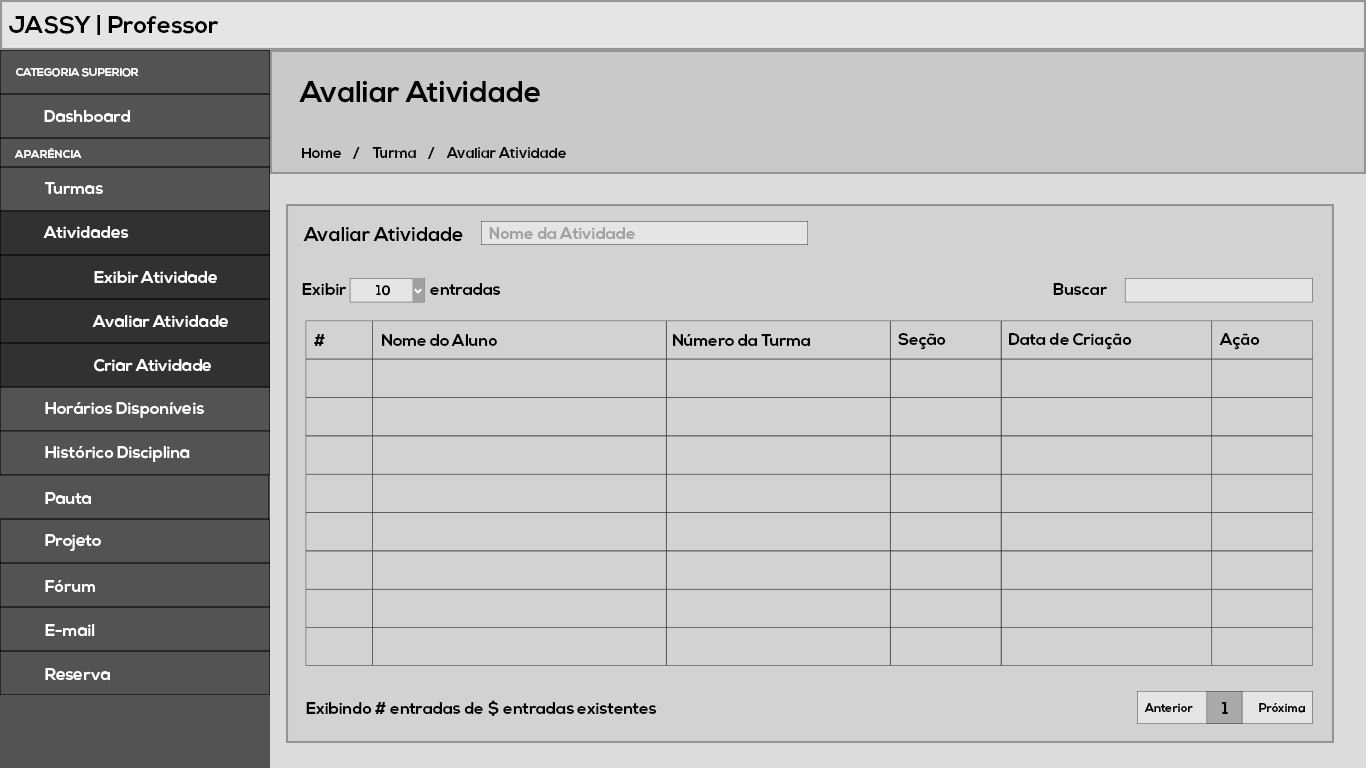 JASSY | Professor
CATEGORIA SUPERIOR
Dashboard
APARÊNCIA
Turmas
Atividades
Exibir Atividade
Avaliar Atividade
Criar Atividade
Horários Disponíveis
Histórico Disciplina
Pauta
Projeto
Fórum
E-mail
Reserva
Avaliar Atividade
Home / Turma / Avaliar Atividade
Avaliar Atividade Nome da Atividade
Exibir 10 entradas Buscar
# Nome do Aluno Número da Turma Seção Data de Criação Ação
Exibindo # entradas de $ entradas existentes Anterior 1 Próxima